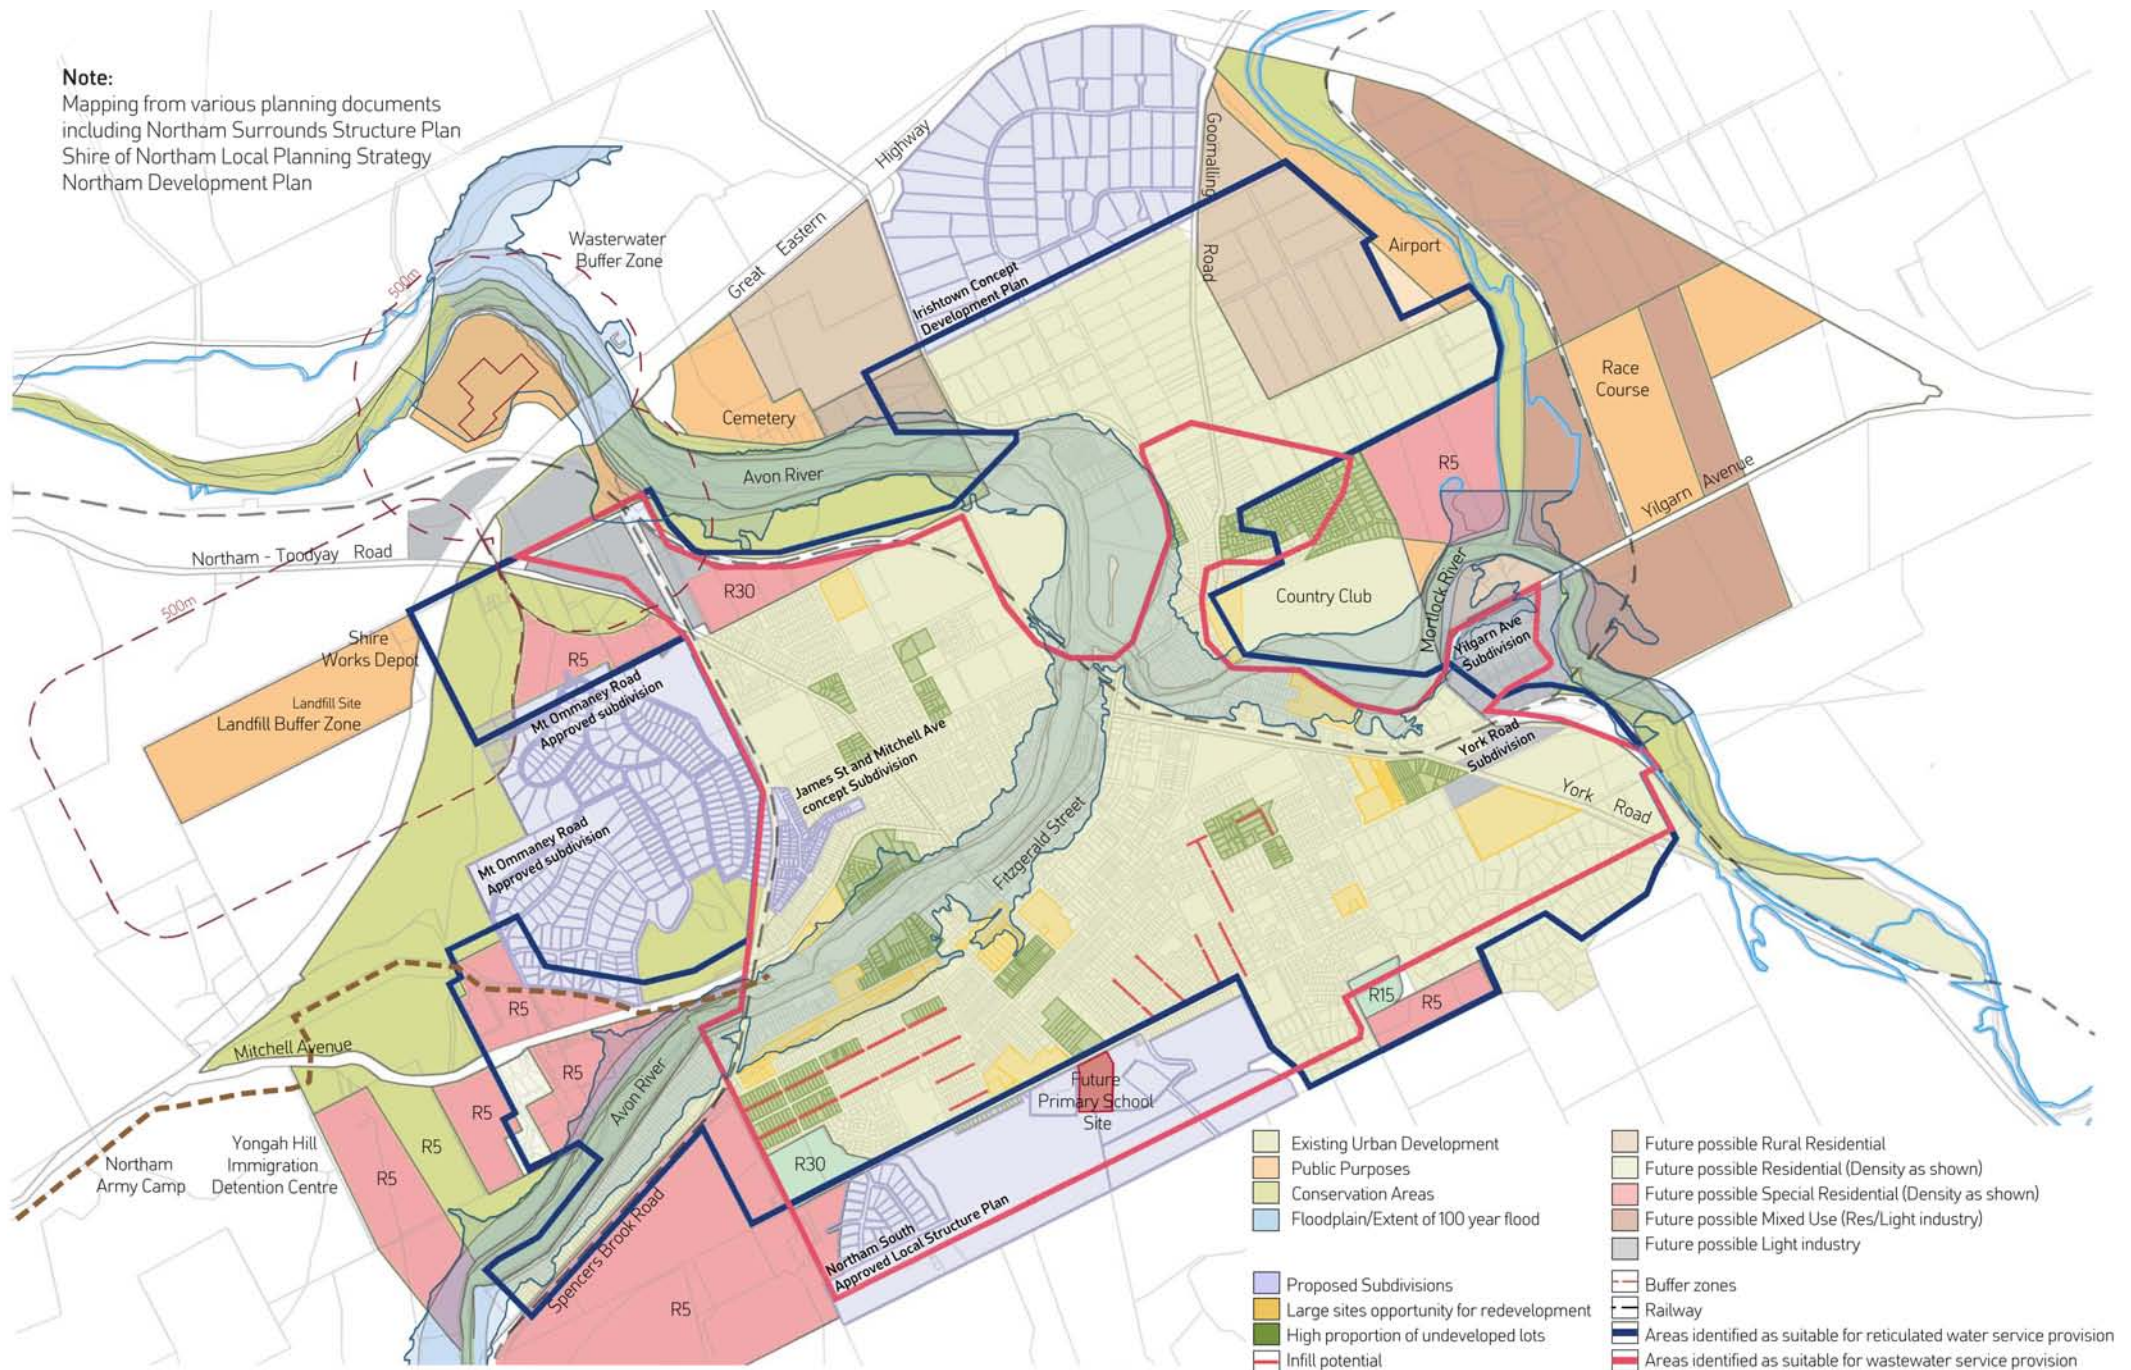 Note:
Mapping from various planning documents
including Northam Surrounds Structure Plan
Shire of Northam Local Planning Strategy
Northam Development Plan
Wasterwater
Buffer Zone
500m
Great Eastern Highway
Goomalling
Road
Irishtown Concept
Development Plan
Airport
Race
Course
Cemetery
Avon River
R5
Yilgarn Avenue
Northam - Toodyay Road
500m
R30
Country Club
Mortlock River
Yilgarn Ave
Subdivision
Shire
Works Depot
Landfill Site
Landfill Buffer Zone
R5
Mt Ommaney Road
Approved subdivision
James St and Mitchell Ave
concept Subdivision
York Road
Subdivision
York Road
Mt Ommaney Road
Approved subdivision
Fitzgerald Street
R5
R15
R5
Mitchell Avenue
R5
Avon River
R5
R5
R5
Future
Primary School
Site
Northam
Army Camp
Yongah Hill
Immigration
Detention Centre
R30
Spencers Brook Road
Northam South
Approved Local Structure Plan
R5
Existing Urban Development
Public Purposes
Conservation Areas
Floodplain/Extent of 100 year flood
Proposed Subdivisions
Large sites opportunity for redevelopment
High proportion of undeveloped lots
Infill potential
Future possible Rural Residential
Future possible Residential (Density as shown)
Future possible Special Residential (Density as shown)
Future possible Mixed Use (Res/Light industry)
Future possible Light industry
Buffer zones
Railway
Areas identified as suitable for reticulated water service provision
Areas identified as suitable for wastewater service provision